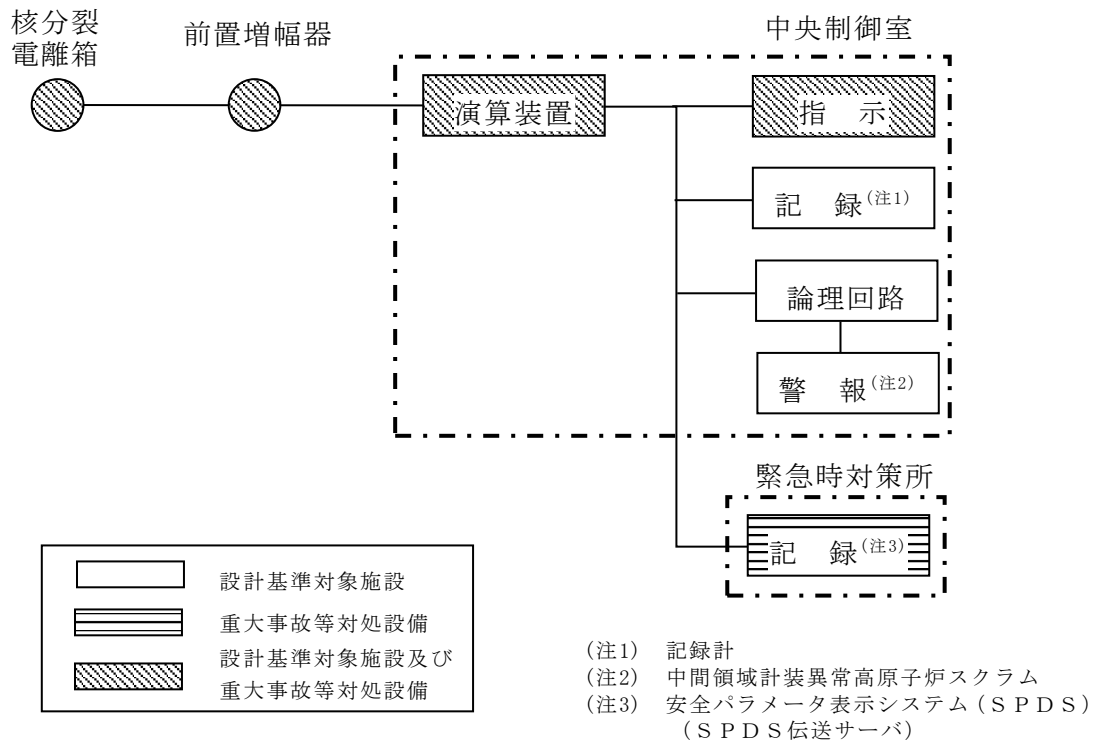 核分裂
電離箱
前置増幅器
中央制御室
演算装置
指　示
記　録(注1)
論理回路
警　報(注2)
緊急時対策所
記　録(注3)
設計基準対象施設
重大事故等対処設備
設計基準対象施設及び
重大事故等対処設備
(注1)　記録計
(注2)　中間領域計装異常高原子炉スクラム
(注3)　安全パラメータ表示システム(ＳＰＤＳ)
(ＳＰＤＳ伝送サーバ)